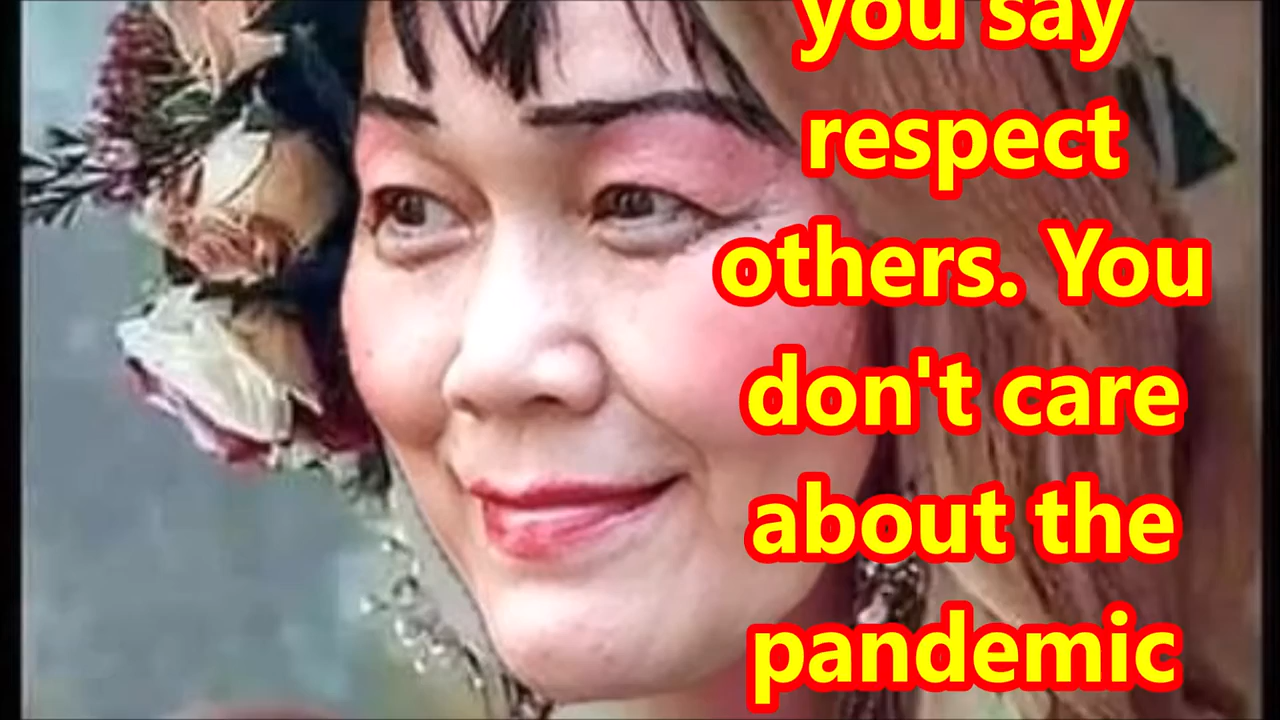 you say
respect
others. You
don't care
about the
pandemic